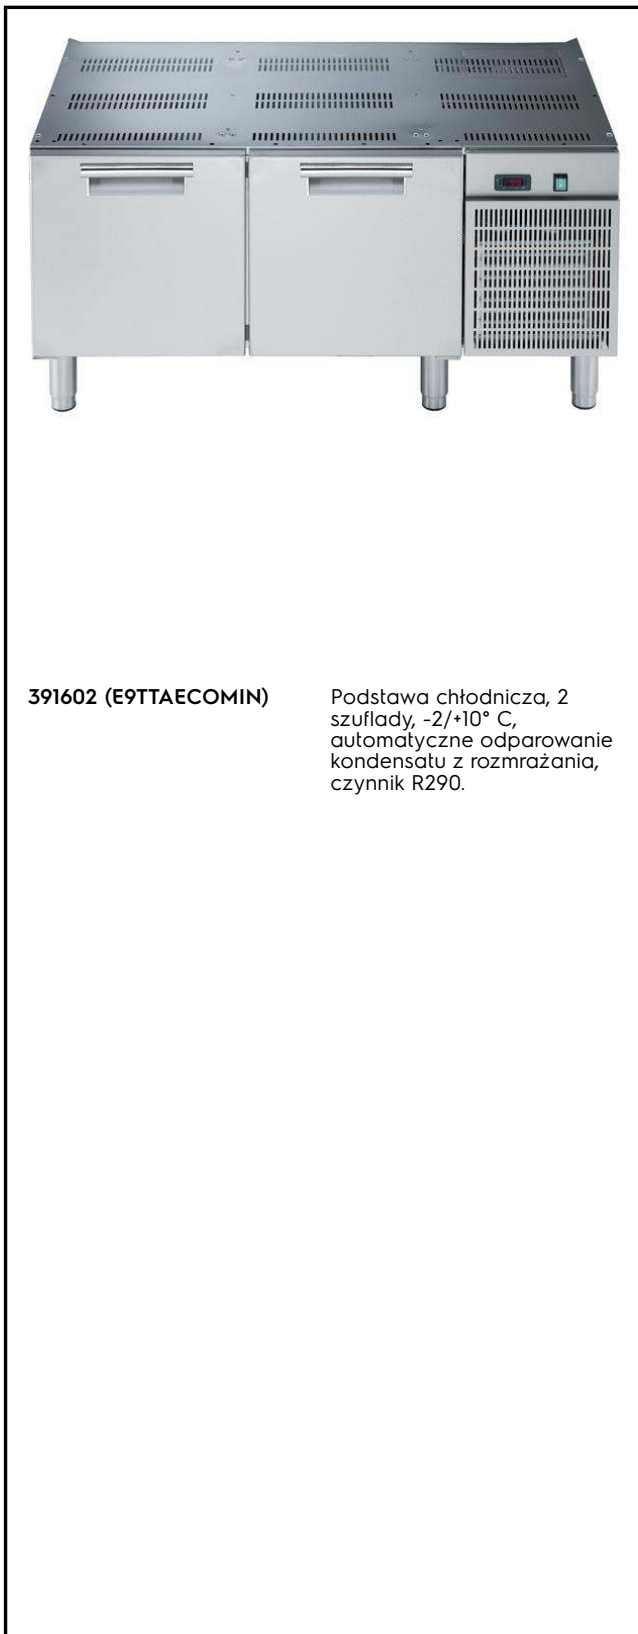 391602 (E9TTAECOMIN)
Podstawa chłodnicza, 2
szuflady, -2/+10° C,
automatyczne odparowanie
kondensatu z rozmrażania,
czynnik R290.